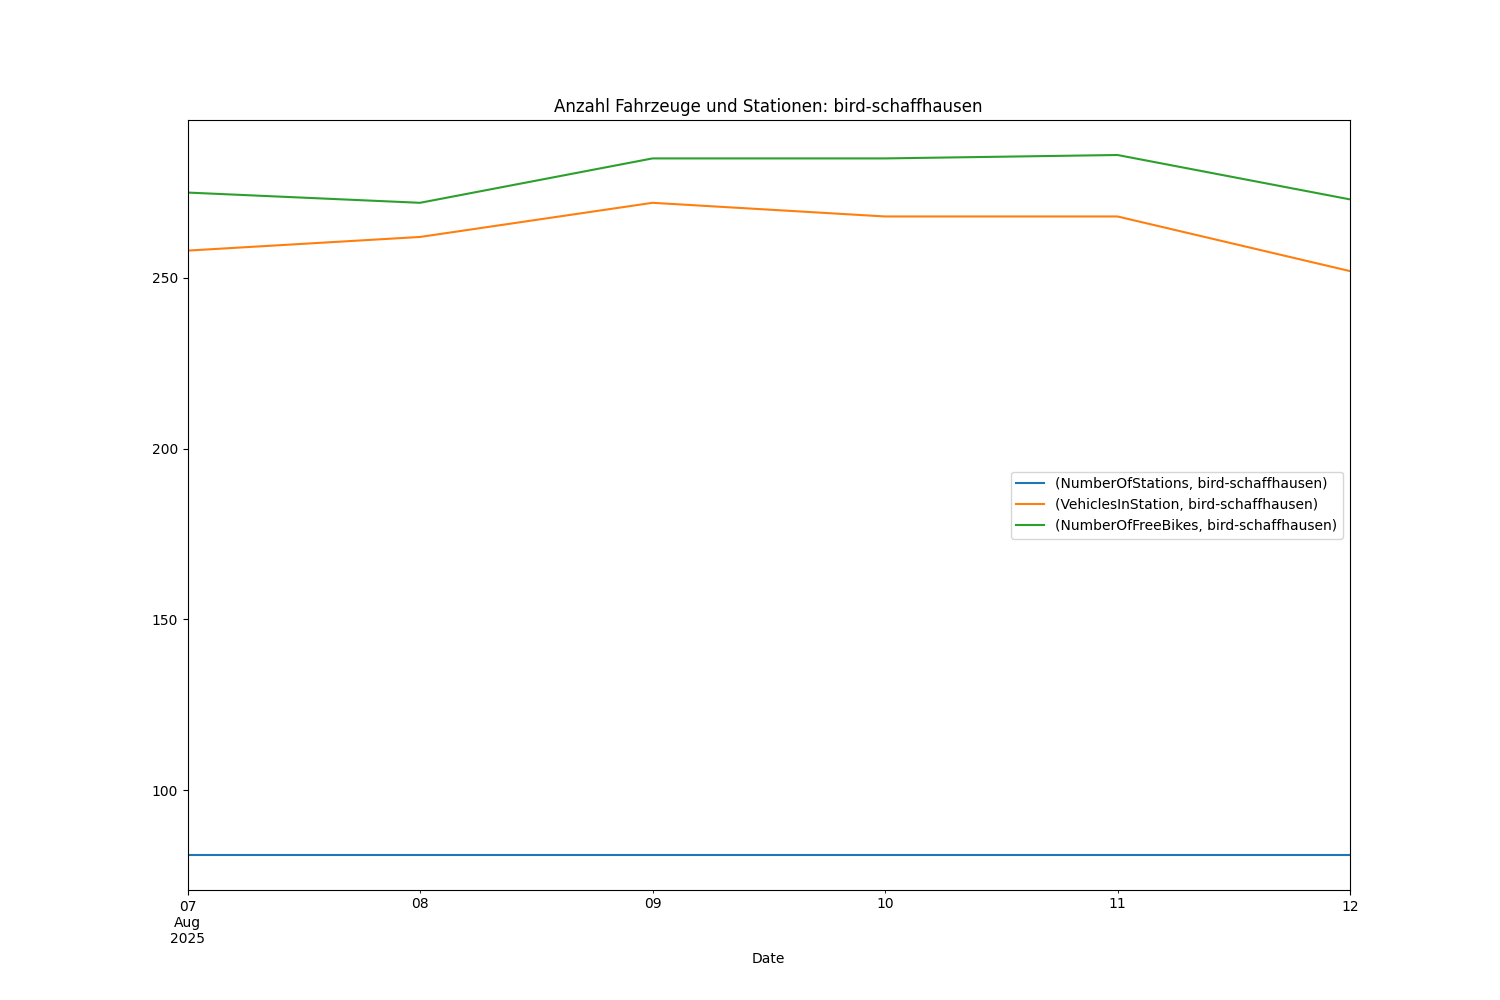 Anzahl Fahrzeuge und Stationen: bird-schaffhausen
250
200
150
100
(NumberOfStations, bird-schaffhausen)
(VehiclesInStation, bird-schaffhausen)
(NumberOfFreeBikes, bird-schaffhausen)
07 08 09 10 11 12
Aug
2025
Date